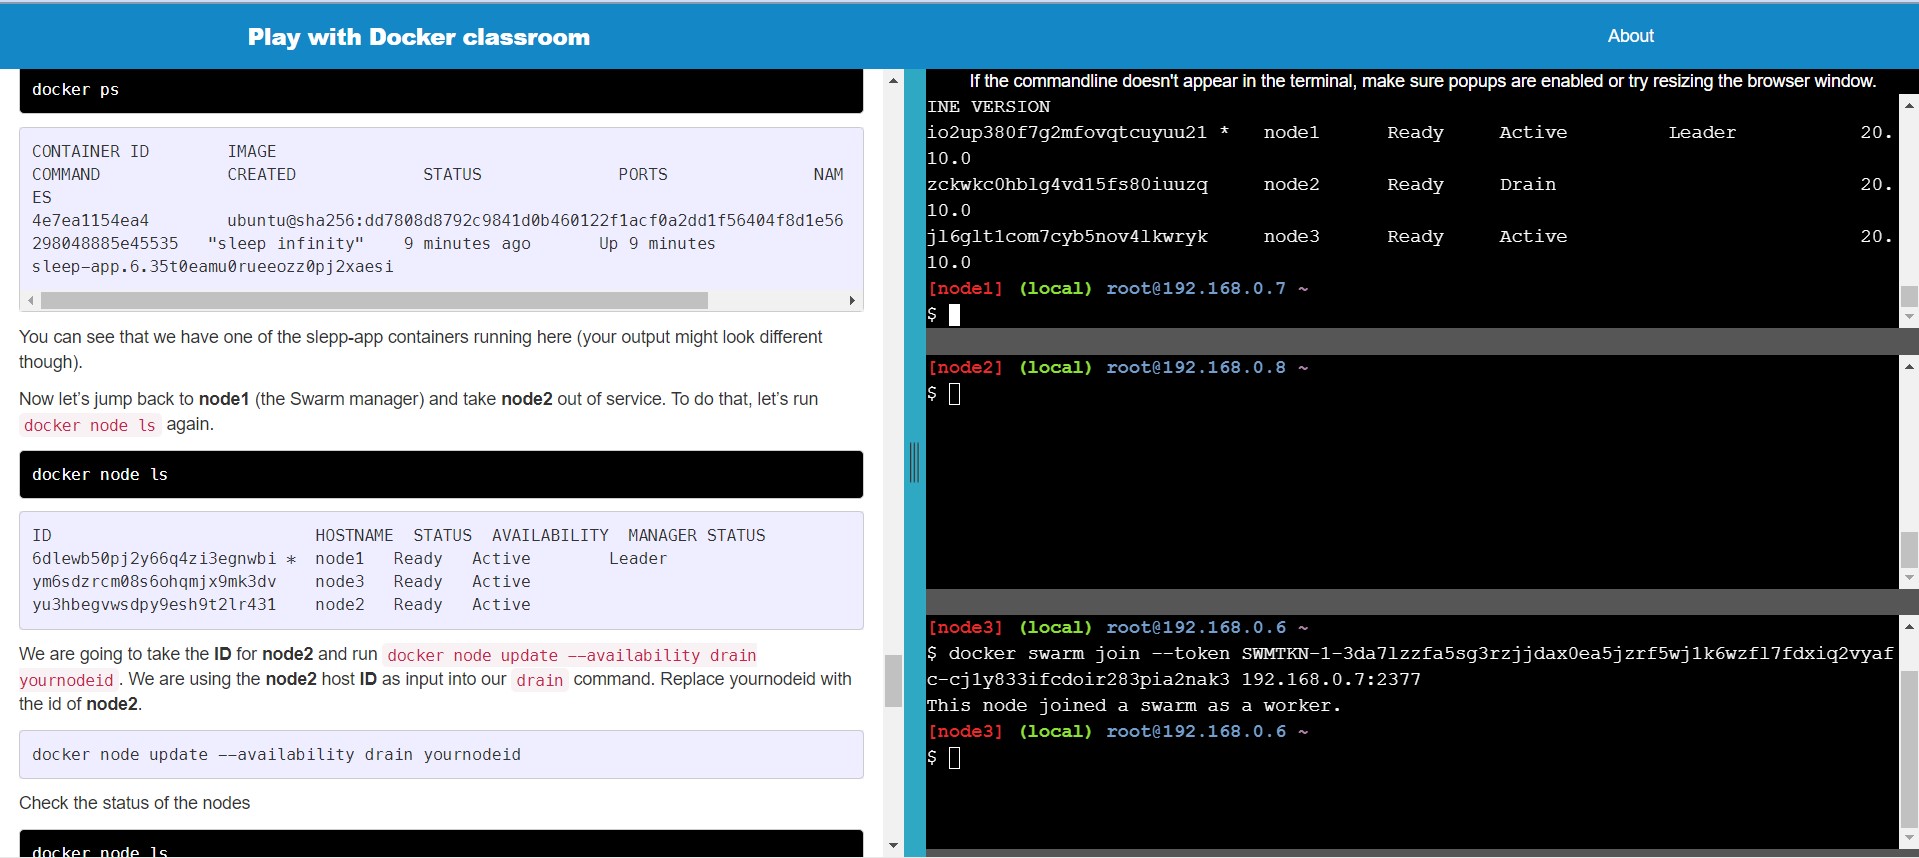 Play with Docker classroom
About
docker ps
CONTAINER ID        IMAGE
COMMAND             CREATED             STATUS              PORTS               NAM
ES
4e7ea1154ea4        ubuntu@sha256:dd7808d8792c9841d0b460122f1acf0a2dd1f56404f8d1e56
298048885e45535   "sleep infinity"    9 minutes ago       Up 9 minutes
sleep-app.6.35t0eamu0rueeozz0pj2xaesi
You can see that we have one of the slepp-app containers running here (your output might look different
though).
Now let's jump back to node1 (the Swarm manager) and take node2 out of service. To do that, let's run
docker node ls again.
docker node ls
ID                           HOSTNAME  STATUS  AVAILABILITY  MANAGER STATUS
6dlewb50pj2y66q4zi3egnwbi *  node1   Ready   Active        Leader
ym6sdzrcm08s6ohqmjx9mk3dv    node3   Ready   Active
yu3hbegvwsdpy9esh9t2lr431    node2   Ready   Active
We are going to take the ID for node2 and run docker node update --availability drain
yournodeid . We are using the node2 host ID as input into our drain command. Replace yournodeid with
the id of node2.
docker node update --availability drain yournodeid
Check the status of the nodes
docker node ls
If the commandline doesn't appear in the terminal, make sure popups are enabled or try resizing the browser window.
INE VERSION
io2up380f7g2mfovqtcuyuu21 *   node1      Ready     Active         Leader           20.
10.0
zckwkc0hblg4vd15fs80iuuzq     node2      Ready     Drain                           20.
10.0
jl6glt1com7cyb5nov4lkwryk     node3      Ready     Active                          20.
10.0
[node1] (local) root@192.168.0.7 ~
$
[node2] (local) root@192.168.0.8 ~
$
[node3] (local) root@192.168.0.6 ~
$ docker swarm join --token SWMTKN-1-3da7lzzfa5sg3rzjjdax0ea5jzrf5wj1k6wzfl7fdxiq2vyaf
c-cj1y833ifcdoir283pia2nak3 192.168.0.7:2377
This node joined a swarm as a worker.
[node3] (local) root@192.168.0.6 ~
$